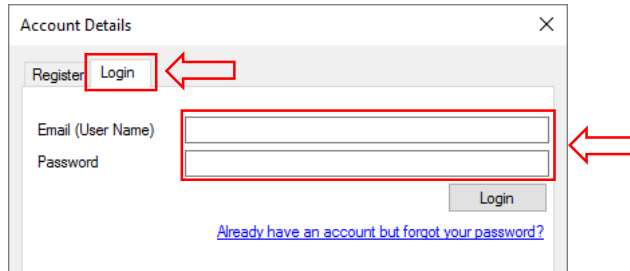 Account Details
Register Login
Email (User Name)
Password
Login
Already have an account but forgot your password?